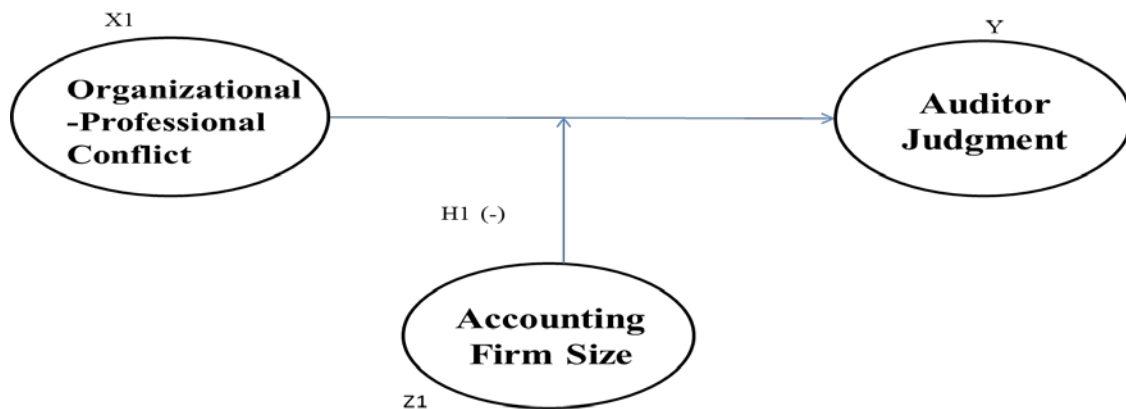 X1
Organizational
-Professional
Conflict
Y
Auditor
Judgment
H1 (-)
Accounting
Firm Size
Z1